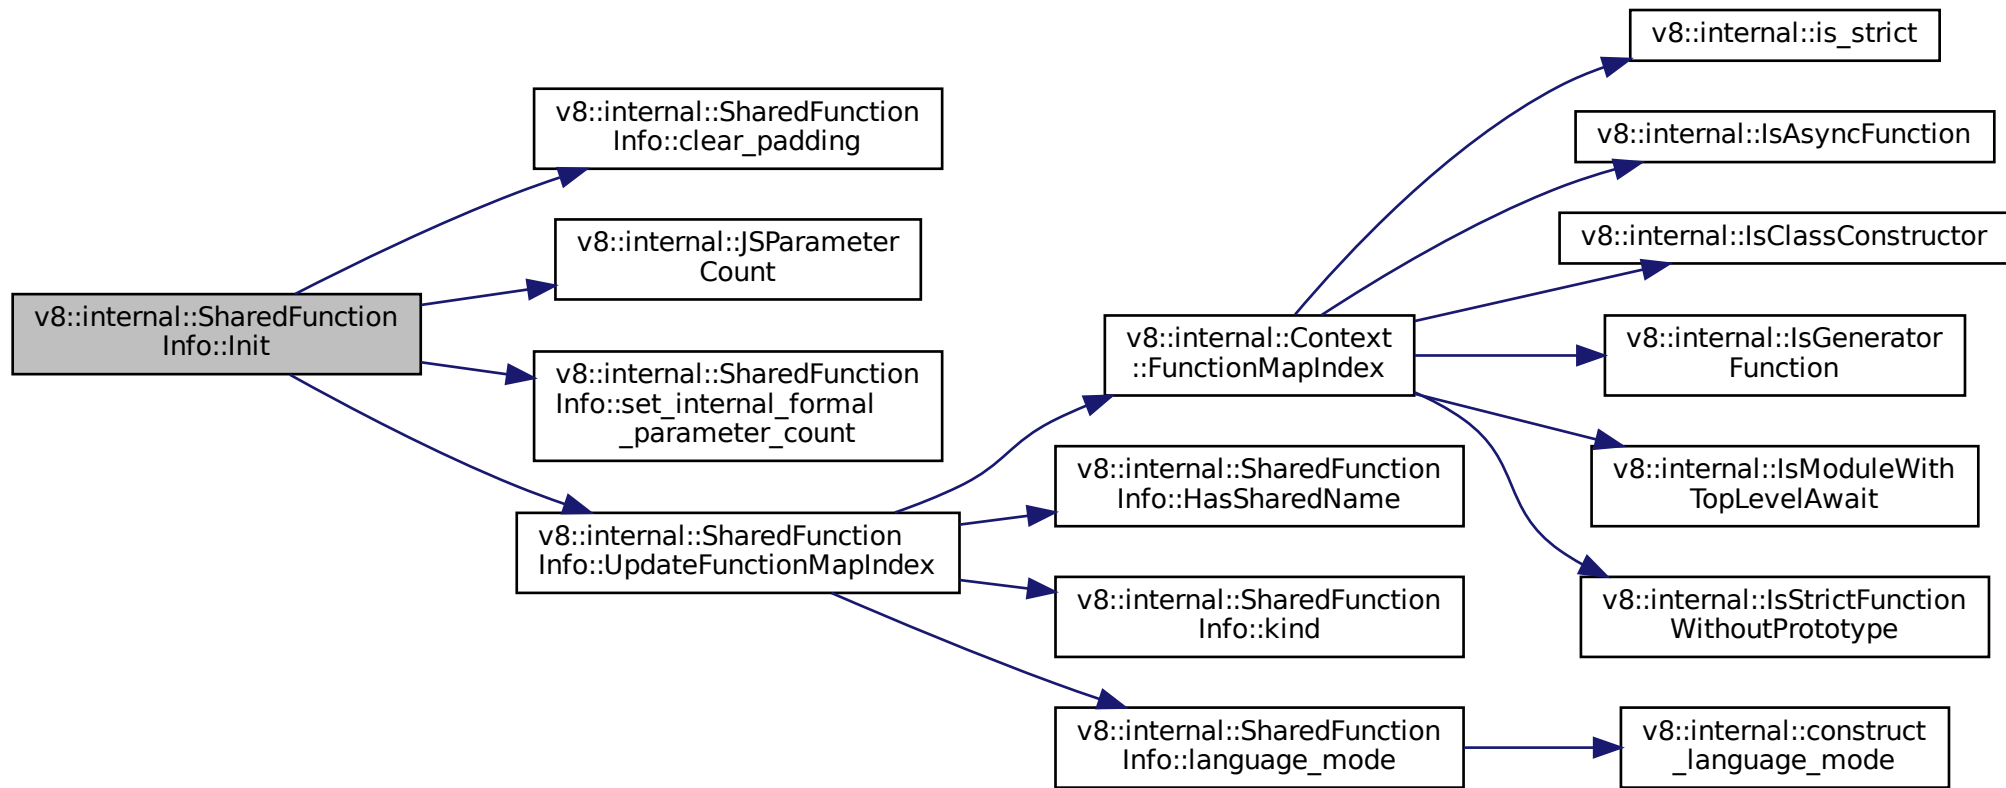 v8::internal::SharedFunction
Info::Init
v8::internal::SharedFunction
Info::clear_padding
v8::internal::JSParameter
Count
v8::internal::SharedFunction
Info::set_internal_formal
_parameter_count
v8::internal::SharedFunction
Info::UpdateFunctionMapIndex
v8::internal::Context
::FunctionMapIndex
v8::internal::SharedFunction
Info::HasSharedName
v8::internal::SharedFunction
Info::kind
v8::internal::SharedFunction
Info::language_mode
v8::internal::is_strict
v8::internal::IsAsyncFunction
v8::internal::IsClassConstructor
v8::internal::IsGenerator
Function
v8::internal::IsModuleWith
TopLevelAwait
v8::internal::IsStrictFunction
WithoutPrototype
v8::internal::construct
_language_mode